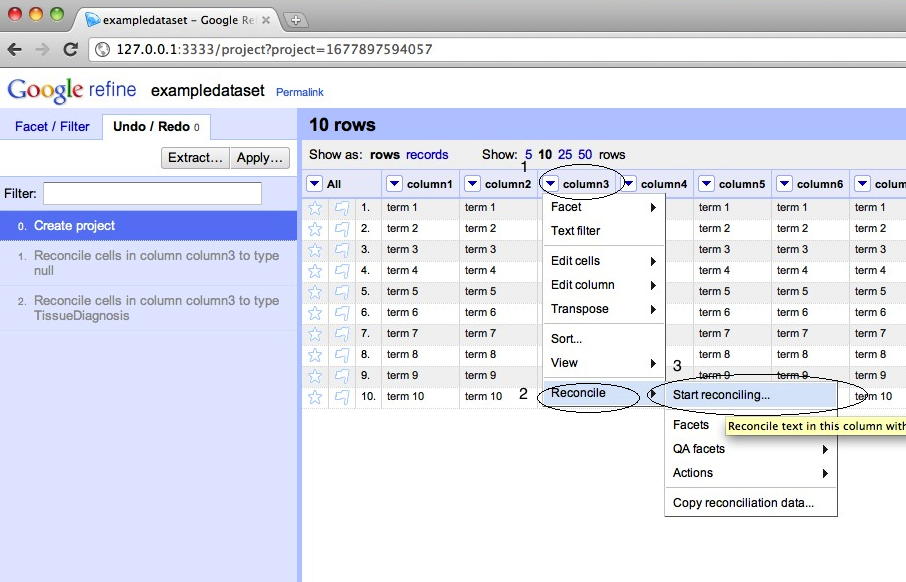 exampledataset – Google Re
127.0.0.1:3333/project?project=1677897594057
Google refine exampledataset Permalink
Facet / Filter Undo / Redo 0
Extract... Apply...
Filter:
0. Create project
1. Reconcile cells in column column3 to type
null
2. Reconcile cells in column column3 to type
TissueDiagnosis
10 rows
Show as: rows records Show: 5 10 25 50 rows
1
All column1 column2 column3 column4 column5 column6 colum
1. term 1 term 1 term 1 term 1 term 1
2. term 2 term 2 term 2 term 2 term 2
3. term 3 term 3 term 3 term 3 term 3
4. term 4 term 4 term 4 term 4 term 4
5. term 5 term 5 term 5 term 5 term 5
6. term 6 term 6 term 6 term 6 term 6
7. term 7 term 7 term 7 term 7 term 7
8. term 8 term 8 term 8 term 8 term 8
9. term 9 term 9 term 9 term 9 term 9
10. term 10 term 10 term 10
Facet
Text filter
Edit cells
Edit column
Transpose
Sort...
View
2 Reconcile
3
Start reconciling...
Facets
Reconcile text in this column with
QA facets
Actions
Copy reconciliation data...